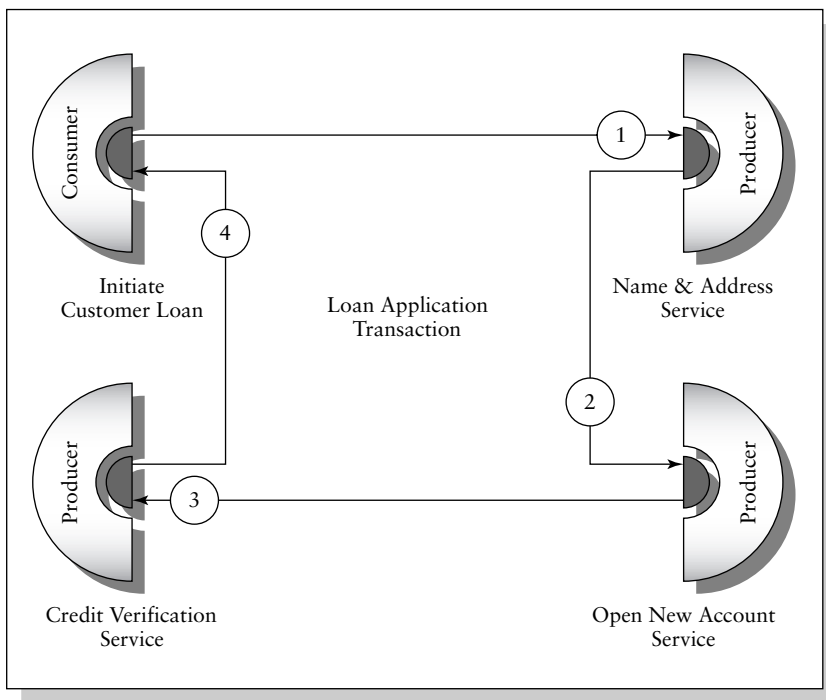 Consumer
1
Producer
4
Initiate
Customer Loan
Name & Address
Service
Loan Application
Transaction
2
Producer
3
Producer
Credit Verification
Service
Open New Account
Service